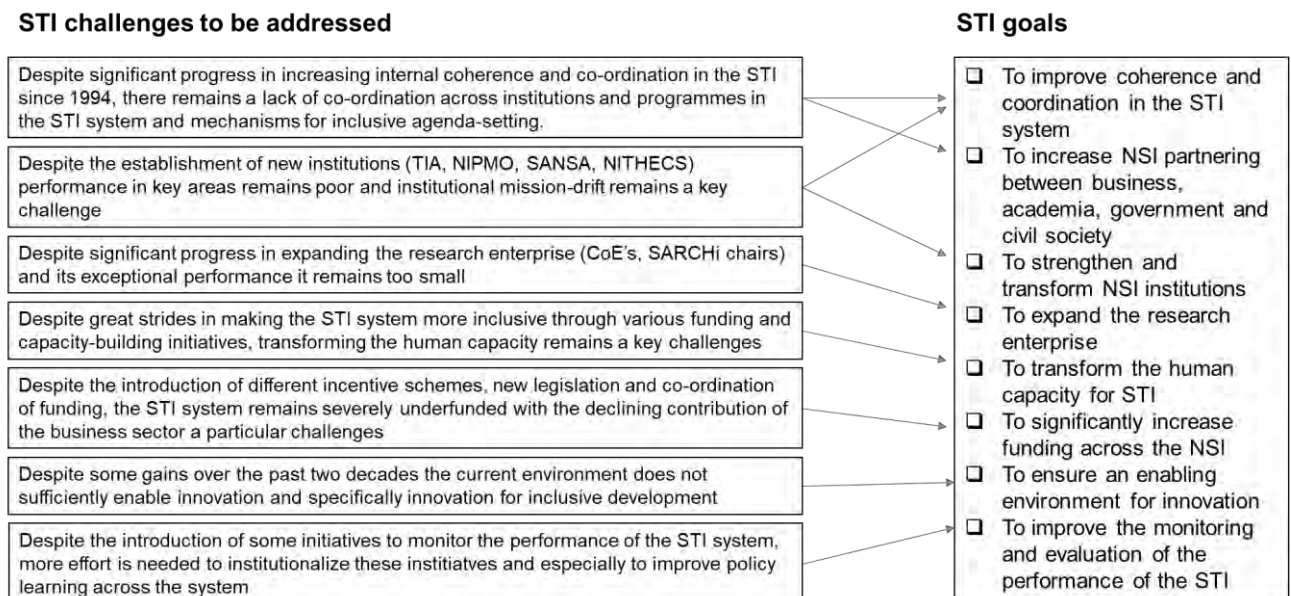 STI challenges to be addressed
Despite significant progress in increasing internal coherence and co-ordination in the STI
since 1994, there remains a lack of co-ordination across institutions and programmes in
the STI system and mechanisms for inclusive agenda-setting.
Despite the establishment of new institutions (TIA, NIPMO, SANSA, NITHECS)
performance in key areas remains poor and institutional mission-drift remains a key
challenge
Despite significant progress in expanding the research enterprise (CoE's, SARCHi chairs)
and its exceptional performance it remains too small
Despite great strides in making the STI system more inclusive through various funding and
capacity-building initiatives, transforming the human capacity remains a key challenges
Despite the introduction of different incentive schemes, new legislation and co-ordination
of funding, the STI system remains severely underfunded with the declining contribution of
the business sector a particular challenges
Despite some gains over the past two decades the current environment does not
sufficiently enable innovation and specifically innovation for inclusive development
Despite the introduction of some initiatives to monitor the performance of the STI system,
more effort is needed to institutionalize these institiatves and especially to improve policy
learning across the system
STI goals
❑ To improve coherence and
coordination in the STI
system
❑ To increase NSI partnering
between business,
academia, government and
civil society
❑ To strengthen and
transform NSI institutions
❑ To expand the research
enterprise
❑ To transform the human
capacity for STI
❑ To significantly increase
funding across the NSI
❑ To ensure an enabling
environment for innovation
❑ To improve the monitoring
and evaluation of the
performance of the STI